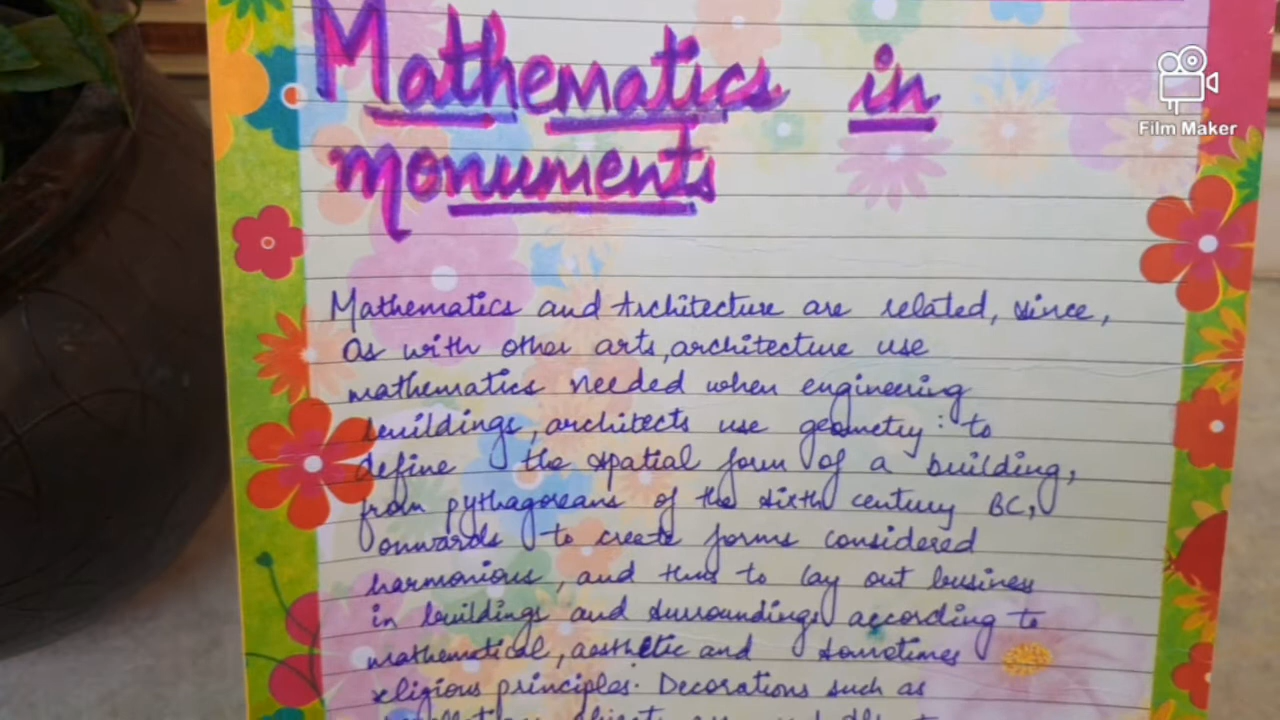 Mathematics in
monuments
Film Maker
Mathematics and Architecture are related, since,
As with other arts, architecture use
mathematics needed when engineering
buildings, architects use geometry: to
define the spatial form of a building,
from pythagoreans of the sixth century BC,
onwards to create forms considered
harmonious, and thus to lay out business
in buildings and surroundings according to
mathematical, aesthetic and sometimes
religious principles. Decorations such as